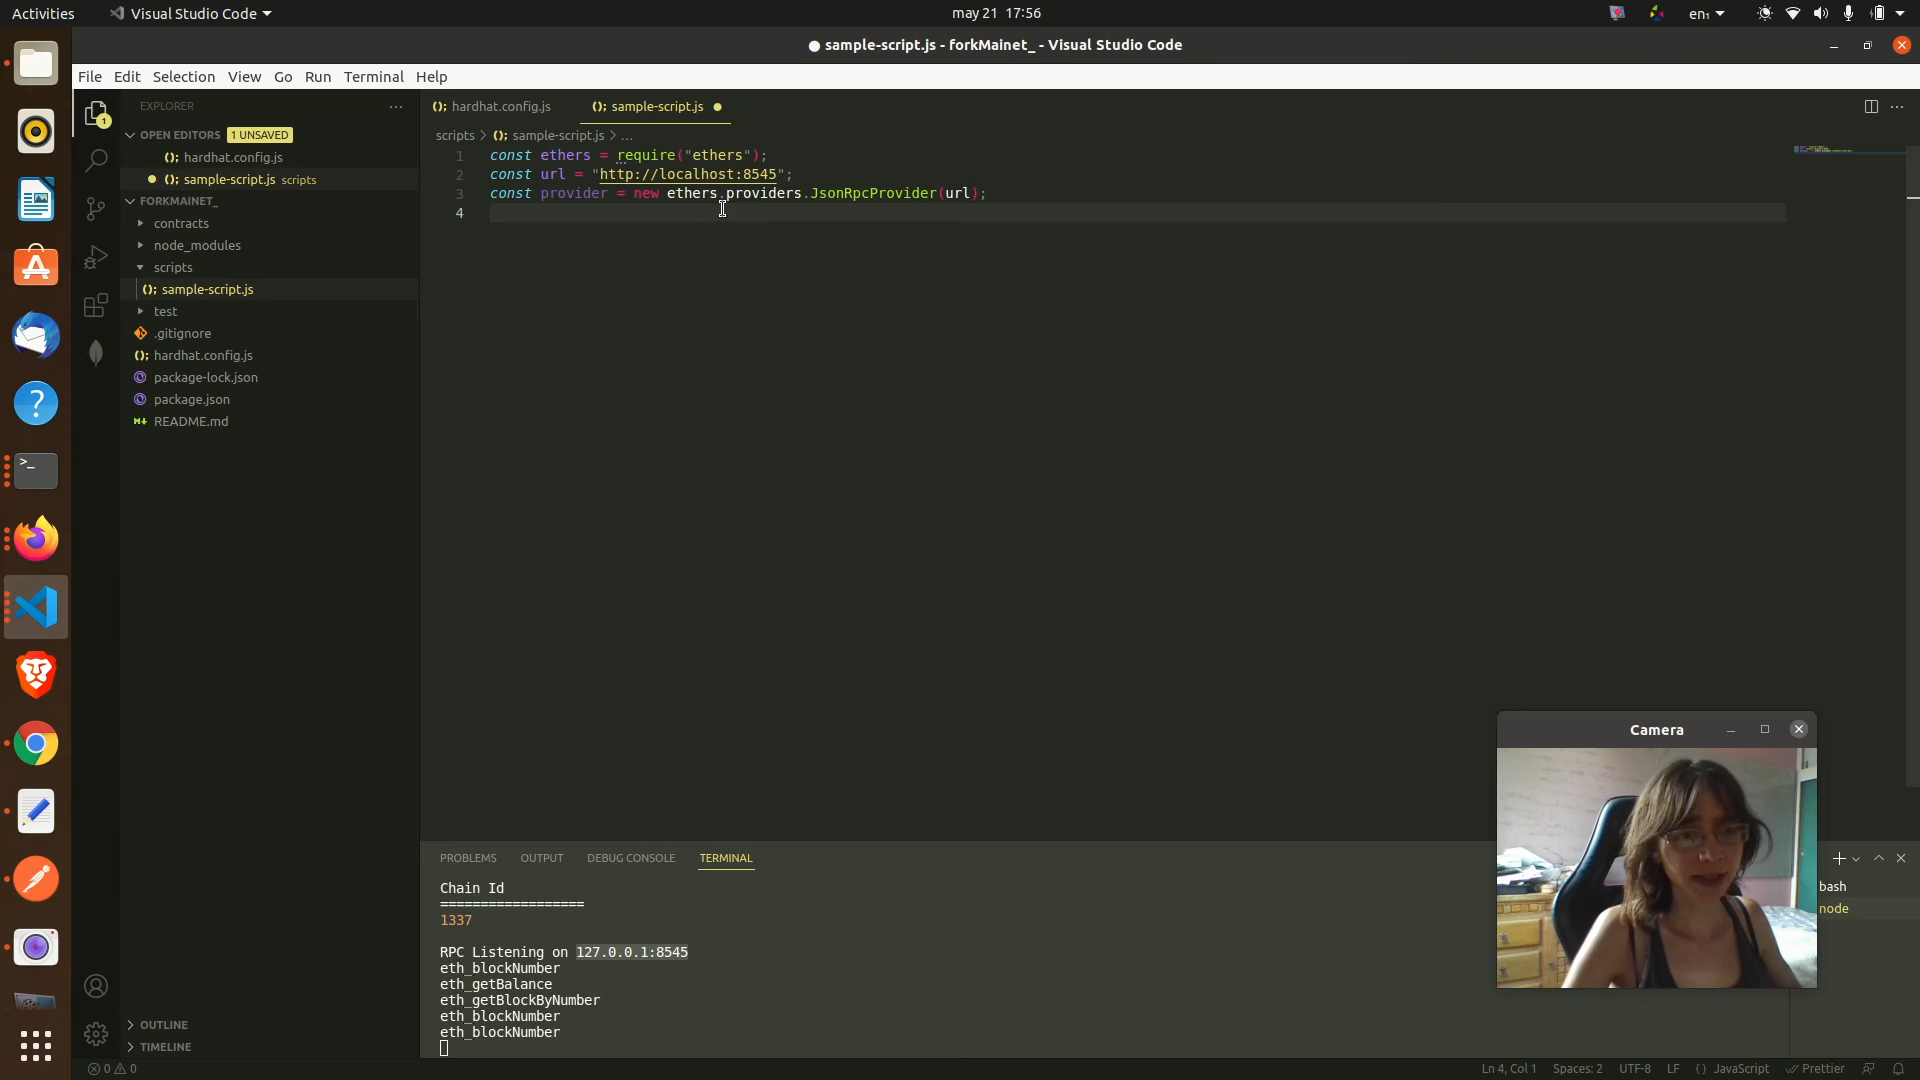 Activities
Visual Studio Code
may 21 17:56
en₁
● sample-script.js - forkMainet_ - Visual Studio Code
File Edit Selection View Go Run Terminal Help
EXPLORER
OPEN EDITORS 1 UNSAVED
hardhat.config.js
sample-script.js scripts
FORKMAINET_
contracts
node_modules
scripts
sample-script.js
test
.gitignore
hardhat.config.js
package-lock.json
package.json
README.md
OUTLINE
TIMELINE
hardhat.config.js
sample-script.js
scripts > sample-script.js > ...
1 const ethers = require("ethers");
2 const url = "http://localhost:8545";
3 const provider = new ethers.providers.JsonRpcProvider(url);
4
PROBLEMS OUTPUT DEBUG CONSOLE TERMINAL
Chain Id
==================
1337
RPC Listening on 127.0.0.1:8545
eth_blockNumber
eth_getBalance
eth_getBlockByNumber
eth_blockNumber
eth_blockNumber
Camera
bash
node
0 0
Ln 4, Col 1 Spaces: 2 UTF-8 LF JavaScript Prettier